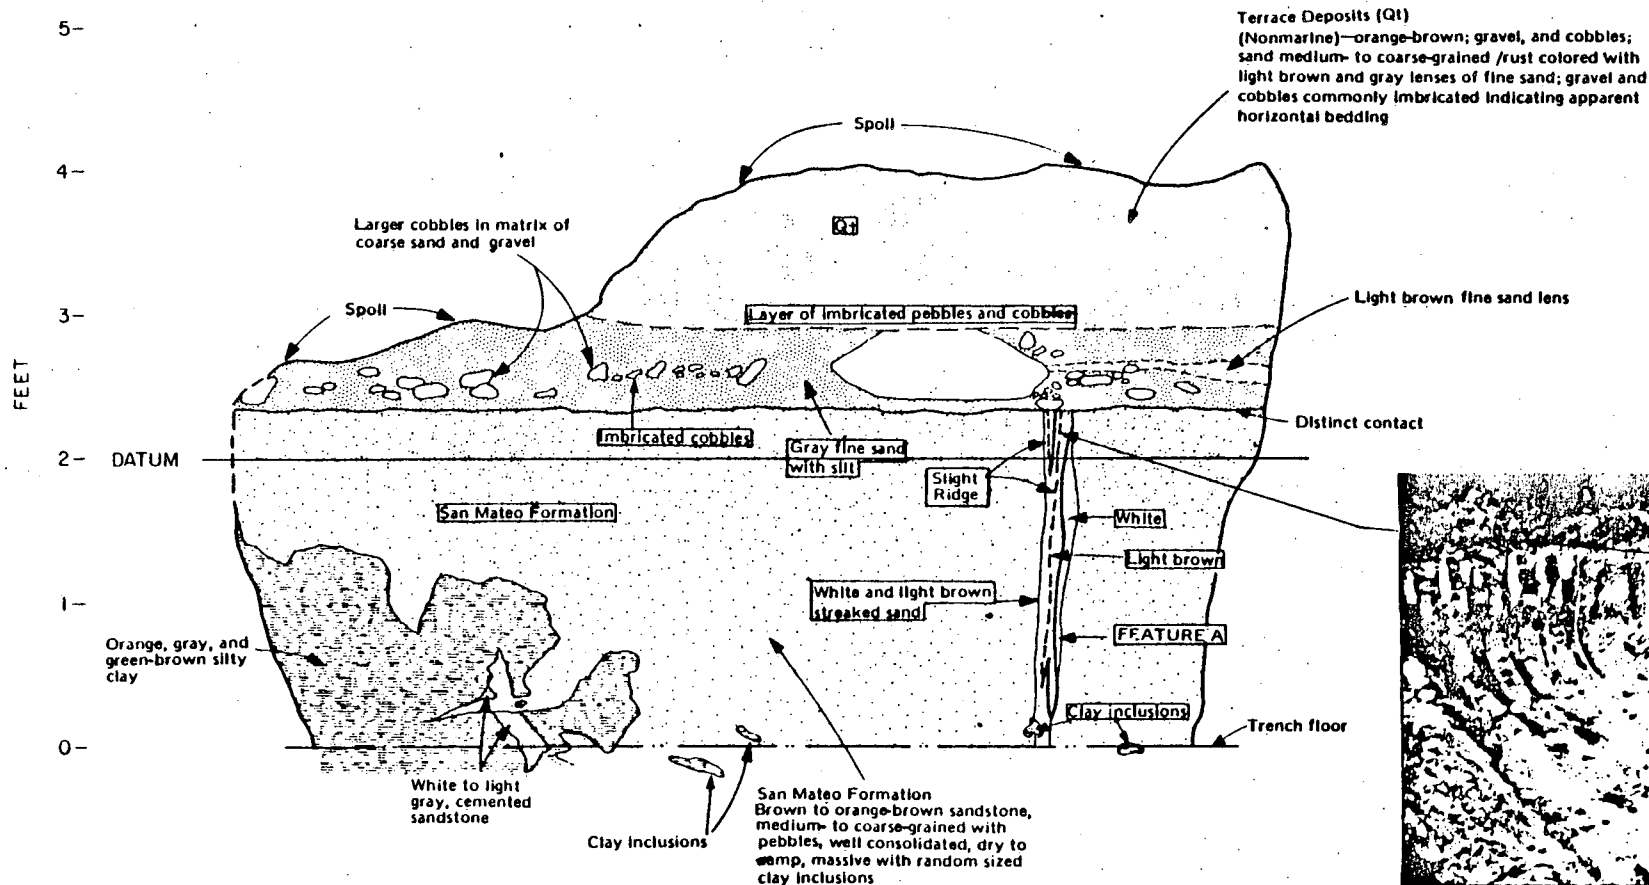 5-
Terrace Deposits (Qt)
(Nonmarine)—orange-brown; gravel, and cobbles;
sand medium- to coarse-grained /rust colored with
light brown and gray lenses of fine sand; gravel and
cobbles commonly imbricated indicating apparent
horizontal bedding
Spoil
4-
Larger cobbles in matrix of
coarse sand and gravel
Qt
Spoil
Light brown fine sand lens
3-
Layer of imbricated pebbles and cobbles
FEET
Distinct contact
Imbricated cobbles
Gray fine sand
with silt
2-
DATUM
Slight
Ridge
San Mateo Formation
White
Light brown
White and light brown
streaked sand
1-
FEATURE A
Orange, gray, and
green-brown silty
clay
Clay inclusions
Trench floor
0-
White to light
gray, cemented
sandstone
Clay inclusions
San Mateo Formation
Brown to orange-brown sandstone,
medium- to coarse-grained with
pebbles, well consolidated, dry to
damp, massive with random sized
clay inclusions